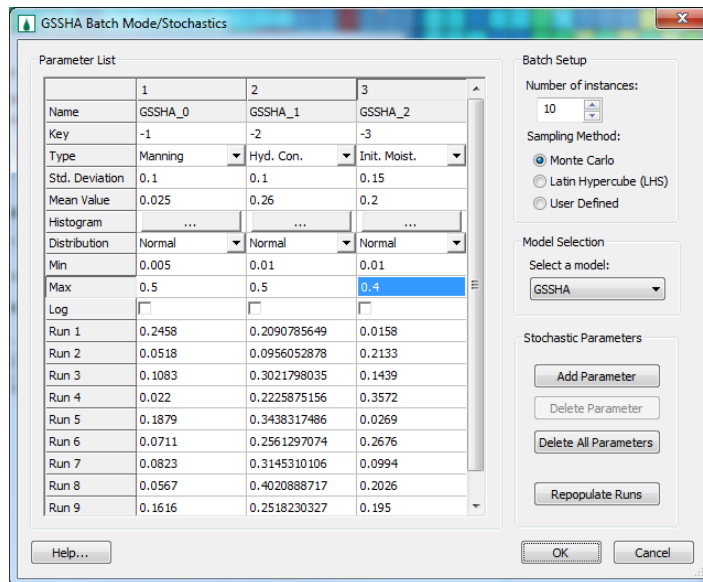 GSSHA Batch Mode/Stochastics
x
Parameter List
1 2 3
Name GSSHA_0 GSSHA_1 GSSHA_2
Key -1 -2 -3
Type Manning Hyd. Con. Init. Moist.
Std. Deviation 0.1 0.1 0.15
Mean Value 0.025 0.26 0.2
Histogram ... ... ...
Distribution Normal Normal Normal
Min 0.005 0.01 0.01
Max 0.5 0.5 0.4
Log
Run 1 0.2458 0.2090785649 0.0158
Run 2 0.0518 0.0956052878 0.2133
Run 3 0.1083 0.3021798035 0.1439
Run 4 0.022 0.2225875156 0.3572
Run 5 0.1879 0.3438317486 0.0269
Run 6 0.0711 0.2561297074 0.2676
Run 7 0.0823 0.3145310106 0.0994
Run 8 0.0567 0.4020888717 0.2026
Run 9 0.1616 0.2518230327 0.195
Batch Setup
Number of instances:
10
Sampling Method:
Monte Carlo
Latin Hypercube (LHS)
User Defined
Model Selection
Select a model:
GSSHA
Stochastic Parameters
Add Parameter
Delete Parameter
Delete All Parameters
Repopulate Runs
Help...
OK Cancel